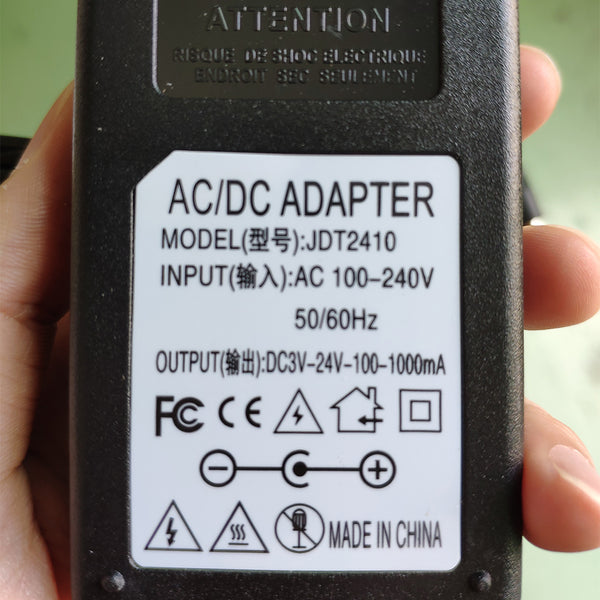 ATTENTION
RISQUE DE SHOC ELECTRIQUE
ENDROIT SEC SEULEMENT
AC/DC ADAPTER
MODEL(型号):JDT2410
INPUT(输入):AC 100-240V
50/60Hz
OUTPUT(输出):DC3V-24V-100-1000mA
FC CE
MADE IN CHINA